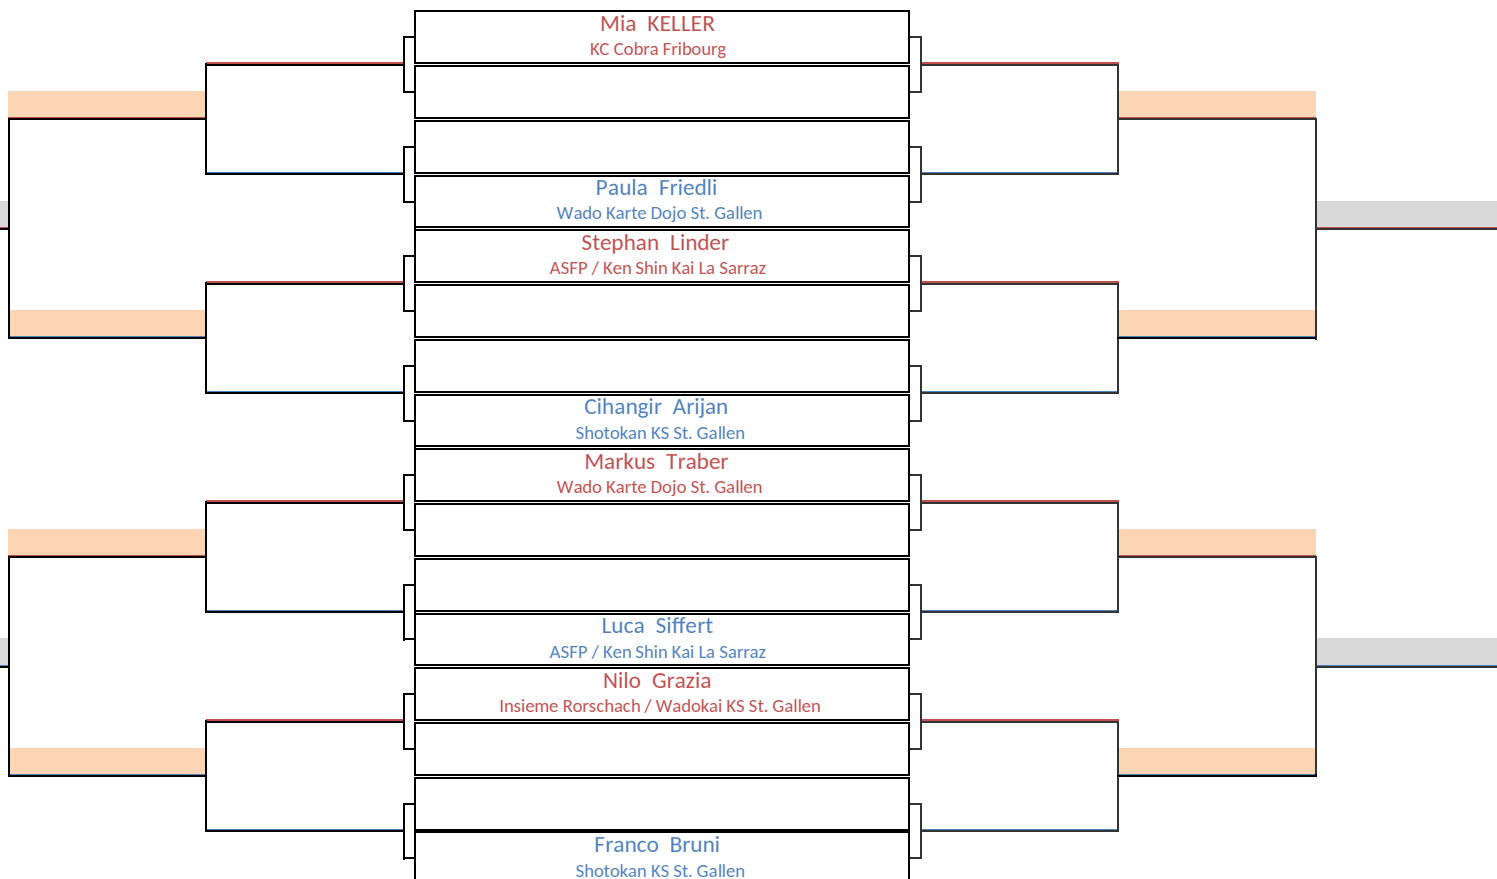 Mia KELLER
KC Cobra Fribourg
Paula Friedli
Wado Karte Dojo St. Gallen
Stephan Linder
ASFP / Ken Shin Kai La Sarraz
Cihangir Arijan
Shotokan KS St. Gallen
Markus Traber
Wado Karte Dojo St. Gallen
Luca Siffert
ASFP / Ken Shin Kai La Sarraz
Nilo Grazia
Insieme Rorschach / Wadokai KS St. Gallen
Franco Bruni
Shotokan KS St. Gallen